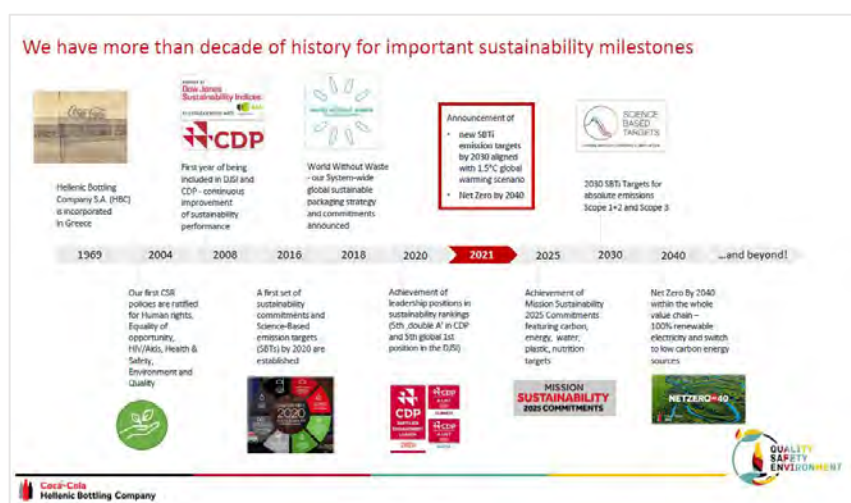 We have more than decade of history for important sustainability milestones
Dow Jones
Sustainability Indices
CDP
SCIENCE
BASED
TARGETS
Announcement of
• new SBTi
emission targets
by 2030 aligned
with 1.5°C global
warming scenario
• Net Zero by 2040
Hellenic Bottling
Company S.A. (HBC)
is incorporated
in Greece
First year of being
included in DJSI and
CDP - continuous
improvement
of sustainability
performance
World Without Waste
- our System-wide
global sustainable
packaging strategy
and commitments
announced
2030 SBTi Targets for
absolute emissions
Scope 1+2 and Scope 3
1969 2004 2008 2016 2018 2020 2021 2025 2030 2040 ...and beyond!
Our first CSR
policies are ratified
for Human rights,
Equality of
opportunity,
HIV/Aids, Health &
Safety,
Environment and
Quality
A first set of
sustainability
commitments and
Science-Based
emission targets
(SBTs) by 2020 are
established
Achievement of
leadership positions in
sustainability rankings
(5th ‚double A' in CDP
and 5th global 1st
position in the DJSI)
Achievement of
Mission Sustainability
2025 Commitments
featuring carbon,
energy, water,
plastic, nutrition
targets
Net Zero By 2040
within the whole
value chain –
100% renewable
electricity and switch
to low carbon energy
sources
2020
CDP
CDP
CDP
MISSION
SUSTAINABILITY
2025 COMMITMENTS
NETZERO 40
QUALITY
SAFETY
ENVIRONMENT
Coca-Cola
Hellenic Bottling Company